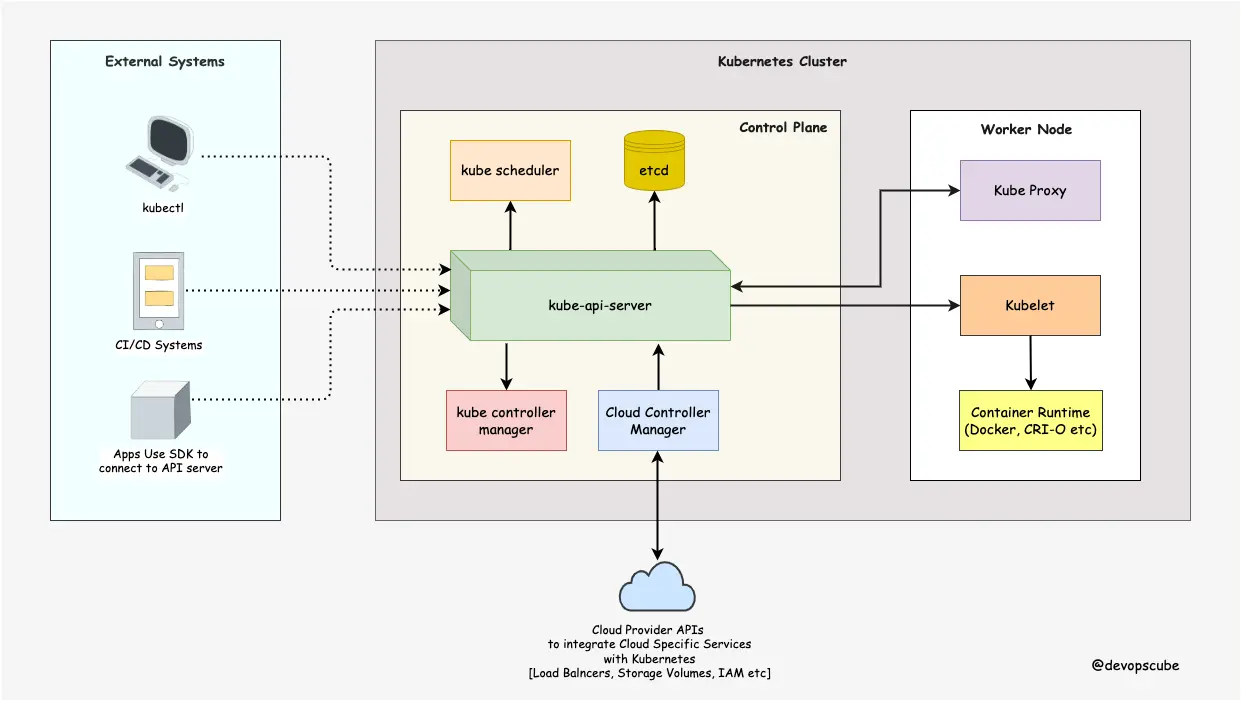 External Systems
kubectl
CI/CD Systems
Apps Use SDK to
connect to API server
Kubernetes Cluster
Control Plane
kube scheduler
etcd
kube-api-server
kube controller
manager
Cloud Controller
Manager
Worker Node
Kube Proxy
Kubelet
Container Runtime
(Docker, CRI-O etc)
Cloud Provider APIs
to integrate Cloud Specific Services
with Kubernetes
[Load Balncers, Storage Volumes, IAM etc]
@devopscube